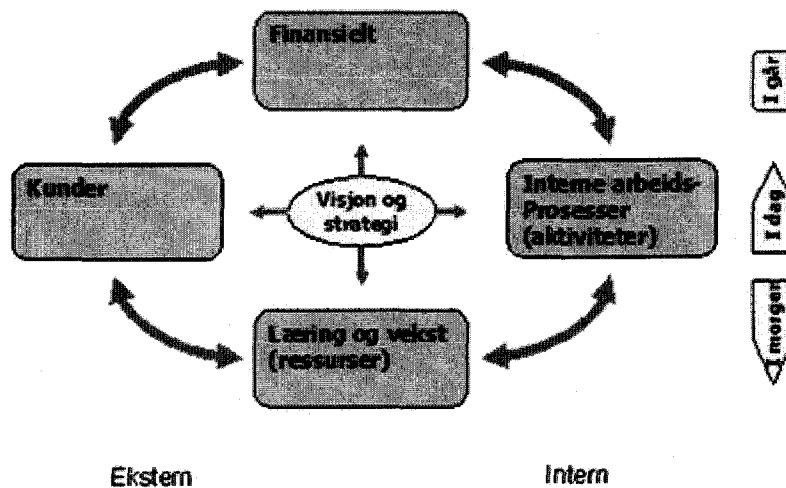 Finansielt
I går
Kunder
Visjon og
strategi
Interne arbeids-
Prosesser
(aktiviteter)
I dag
Læring og vekst
(ressurser)
I morgen
Ekstern
Intern